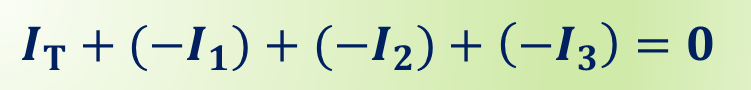 I_T + (−I_1) + (−I_2) + (−I_3) = 0